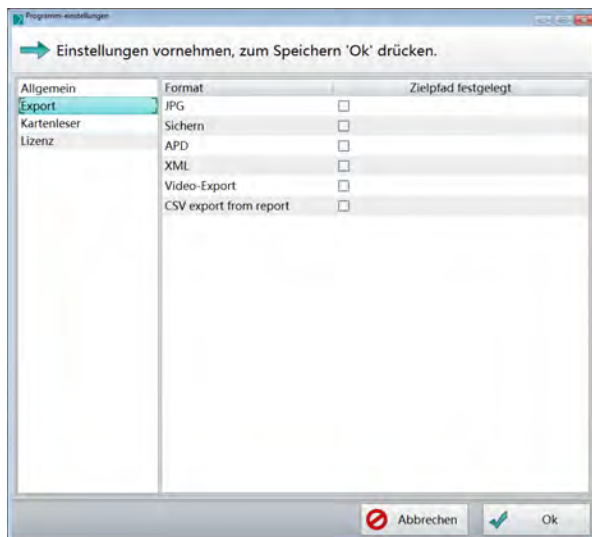 Programm-einstellungen
Einstellungen vornehmen, zum Speichern 'Ok' drücken.
Allgemein
Export
Kartenleser
Lizenz
Format Zielpfad festgelegt
JPG
Sichern
APD
XML
Video-Export
CSV export from report
Abbrechen Ok